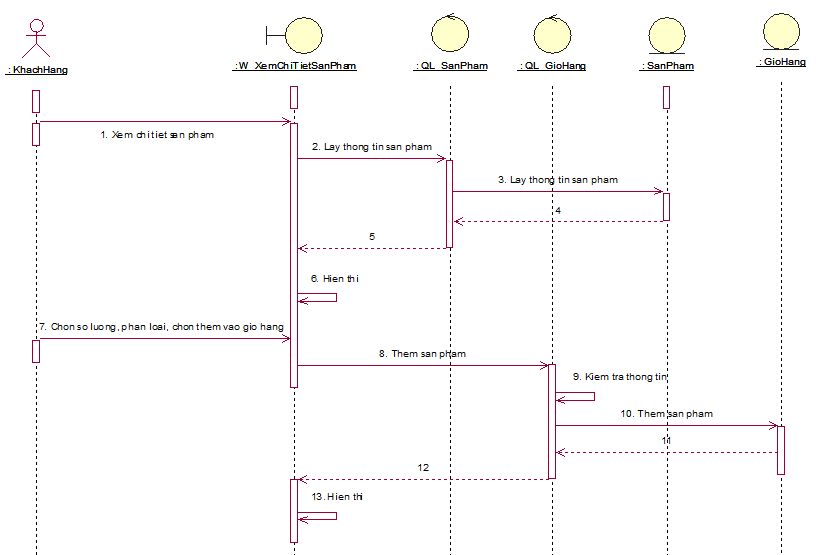 : KhachHang
: W_XemChiTietSanPham
: QL_SanPham
: QL_GioHang
: SanPham
: GioHang
1. Xem chi tiet san pham
2. Lay thong tin san pham
3. Lay thong tin san pham
4
5
6. Hien thi
7. Chon so luong, phan loai, chon them vao gio hang
8. Them san pham
9. Kiem tra thong tin
10. Them san pham
11
12
13. Hien thi